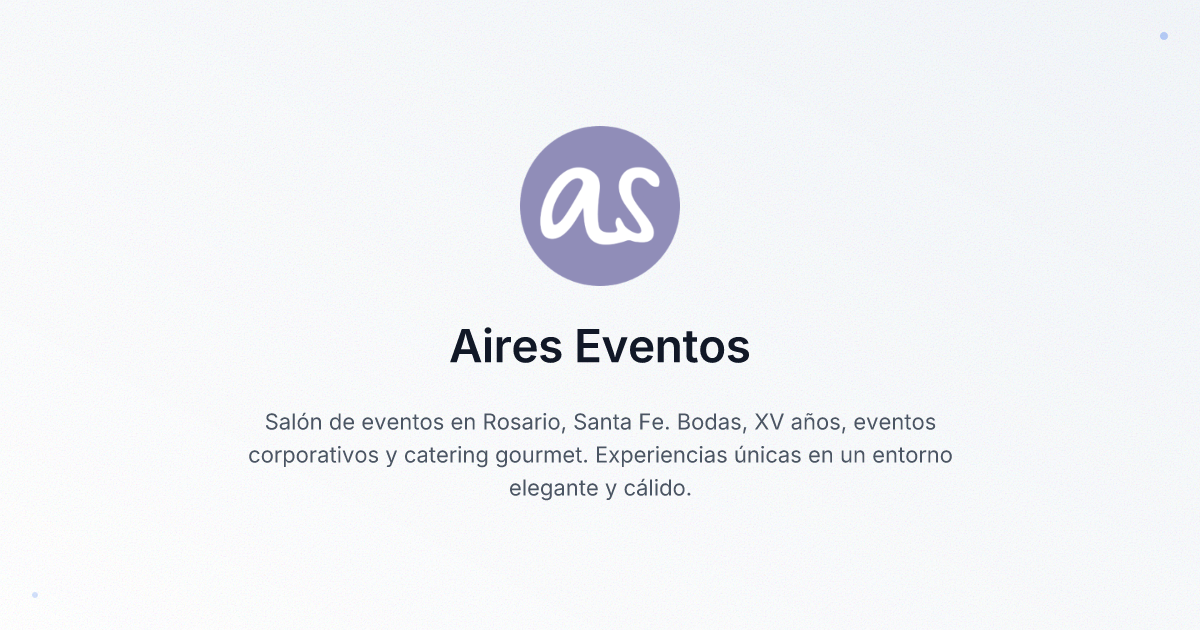 as
Aires Eventos
Salón de eventos en Rosario, Santa Fe. Bodas, XV años, eventos
corporativos y catering gourmet. Experiencias únicas en un entorno
elegante y cálido.